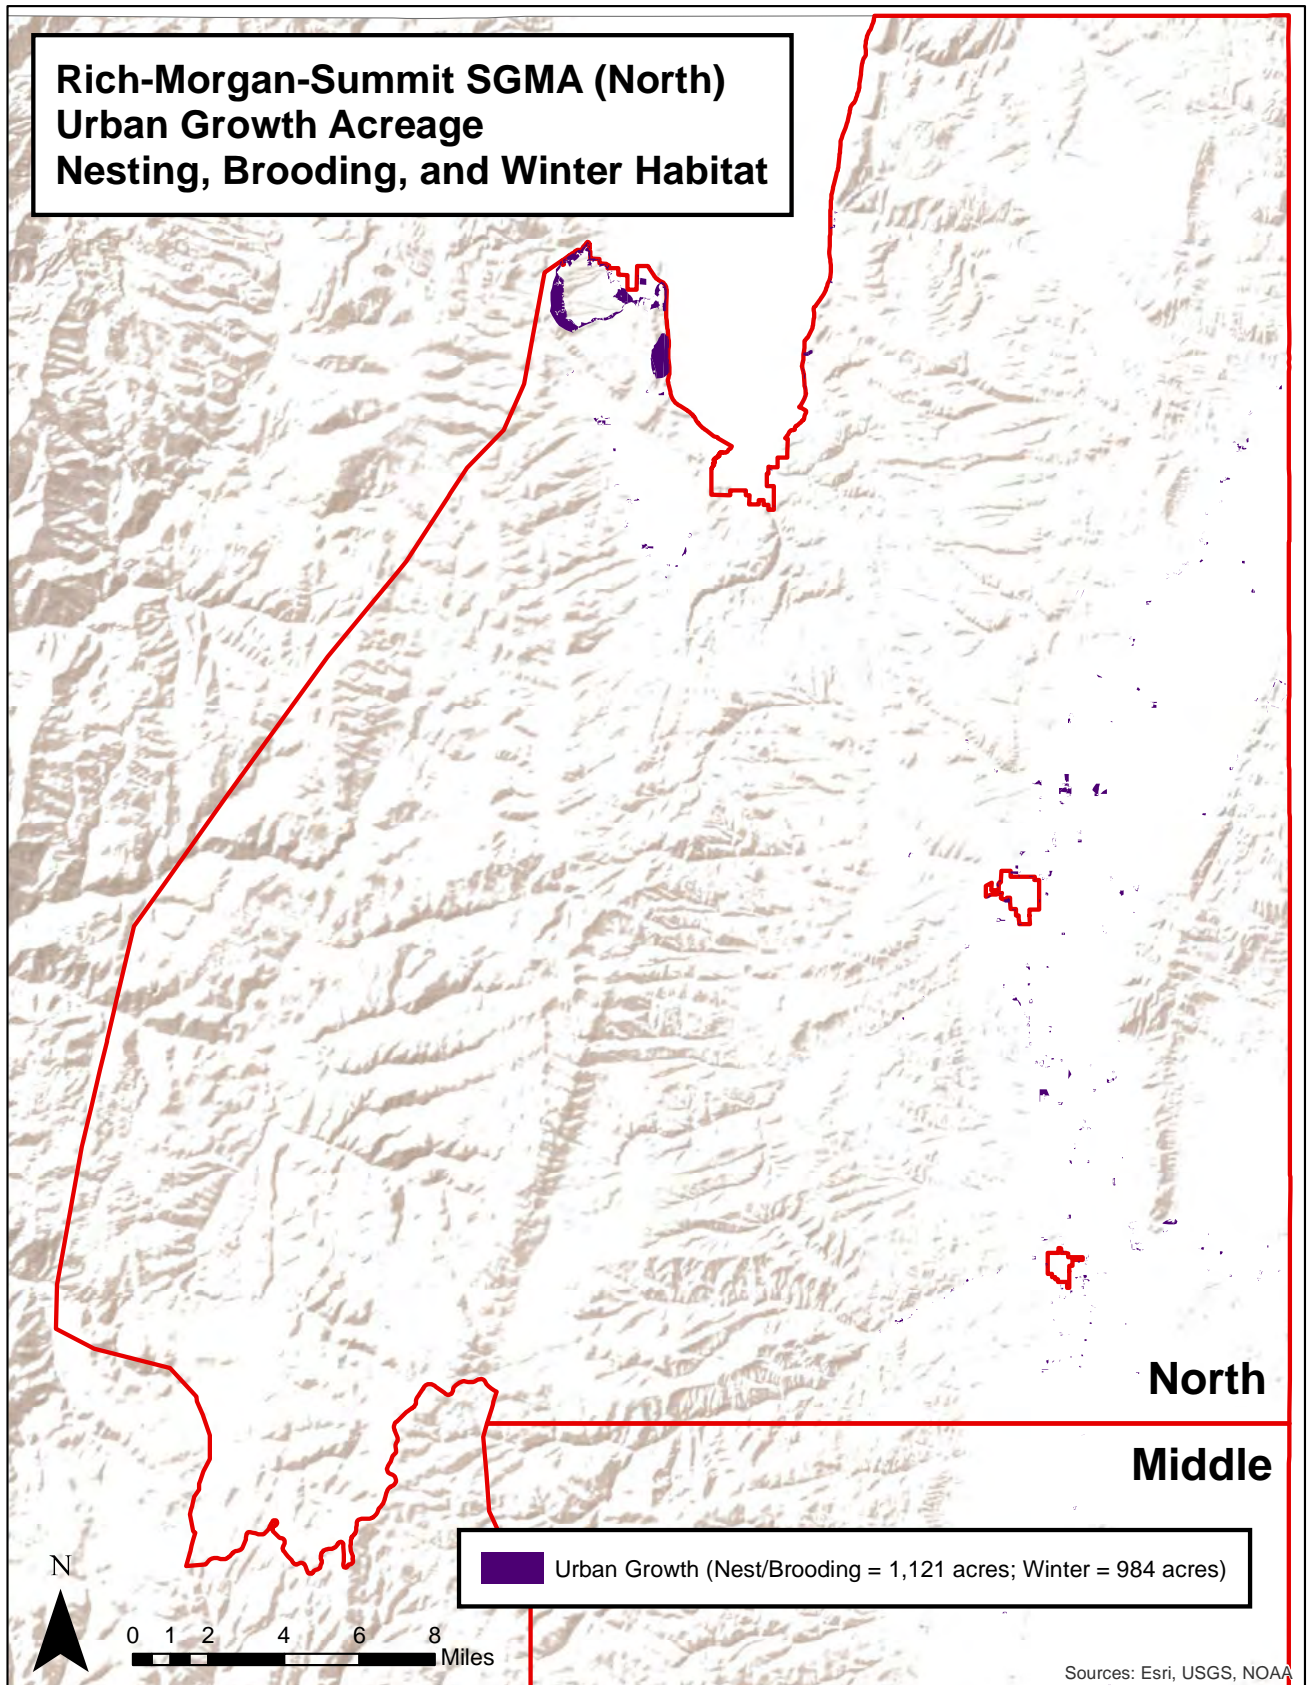 Rich-Morgan-Summit SGMA (North)
Urban Growth Acreage
Nesting, Brooding, and Winter Habitat
North
Middle
Urban Growth (Nest/Brooding = 1,121 acres; Winter = 984 acres)
N
0 1 2 4 6 8
Miles
Sources: Esri, USGS, NOAA